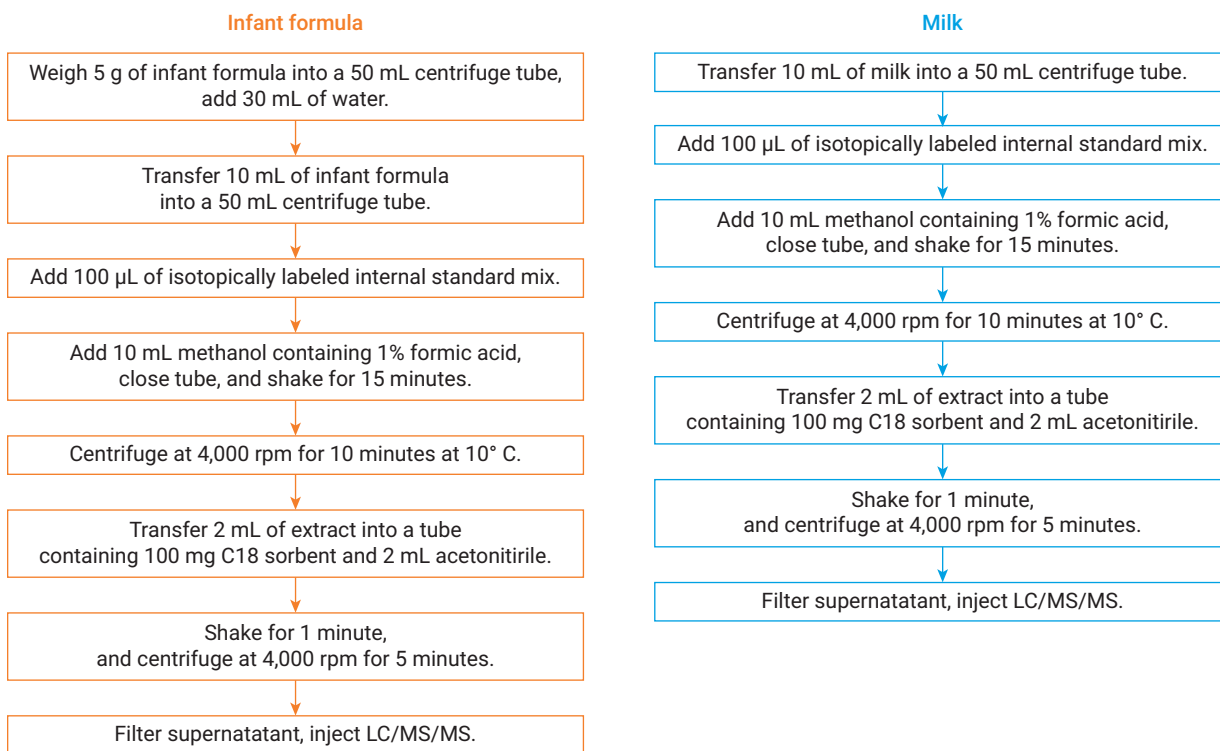 Infant formula
Weigh 5 g of infant formula into a 50 mL centrifuge tube,
add 30 mL of water.
Transfer 10 mL of infant formula
into a 50 mL centrifuge tube.
Add 100 µL of isotopically labeled internal standard mix.
Add 10 mL methanol containing 1% formic acid,
close tube, and shake for 15 minutes.
Centrifuge at 4,000 rpm for 10 minutes at 10° C.
Transfer 2 mL of extract into a tube
containing 100 mg C18 sorbent and 2 mL acetonitirile.
Shake for 1 minute,
and centrifuge at 4,000 rpm for 5 minutes.
Filter supernatatant, inject LC/MS/MS.
Milk
Transfer 10 mL of milk into a 50 mL centrifuge tube.
Add 100 µL of isotopically labeled internal standard mix.
Add 10 mL methanol containing 1% formic acid,
close tube, and shake for 15 minutes.
Centrifuge at 4,000 rpm for 10 minutes at 10° C.
Transfer 2 mL of extract into a tube
containing 100 mg C18 sorbent and 2 mL acetonitirile.
Shake for 1 minute,
and centrifuge at 4,000 rpm for 5 minutes.
Filter supernatatant, inject LC/MS/MS.